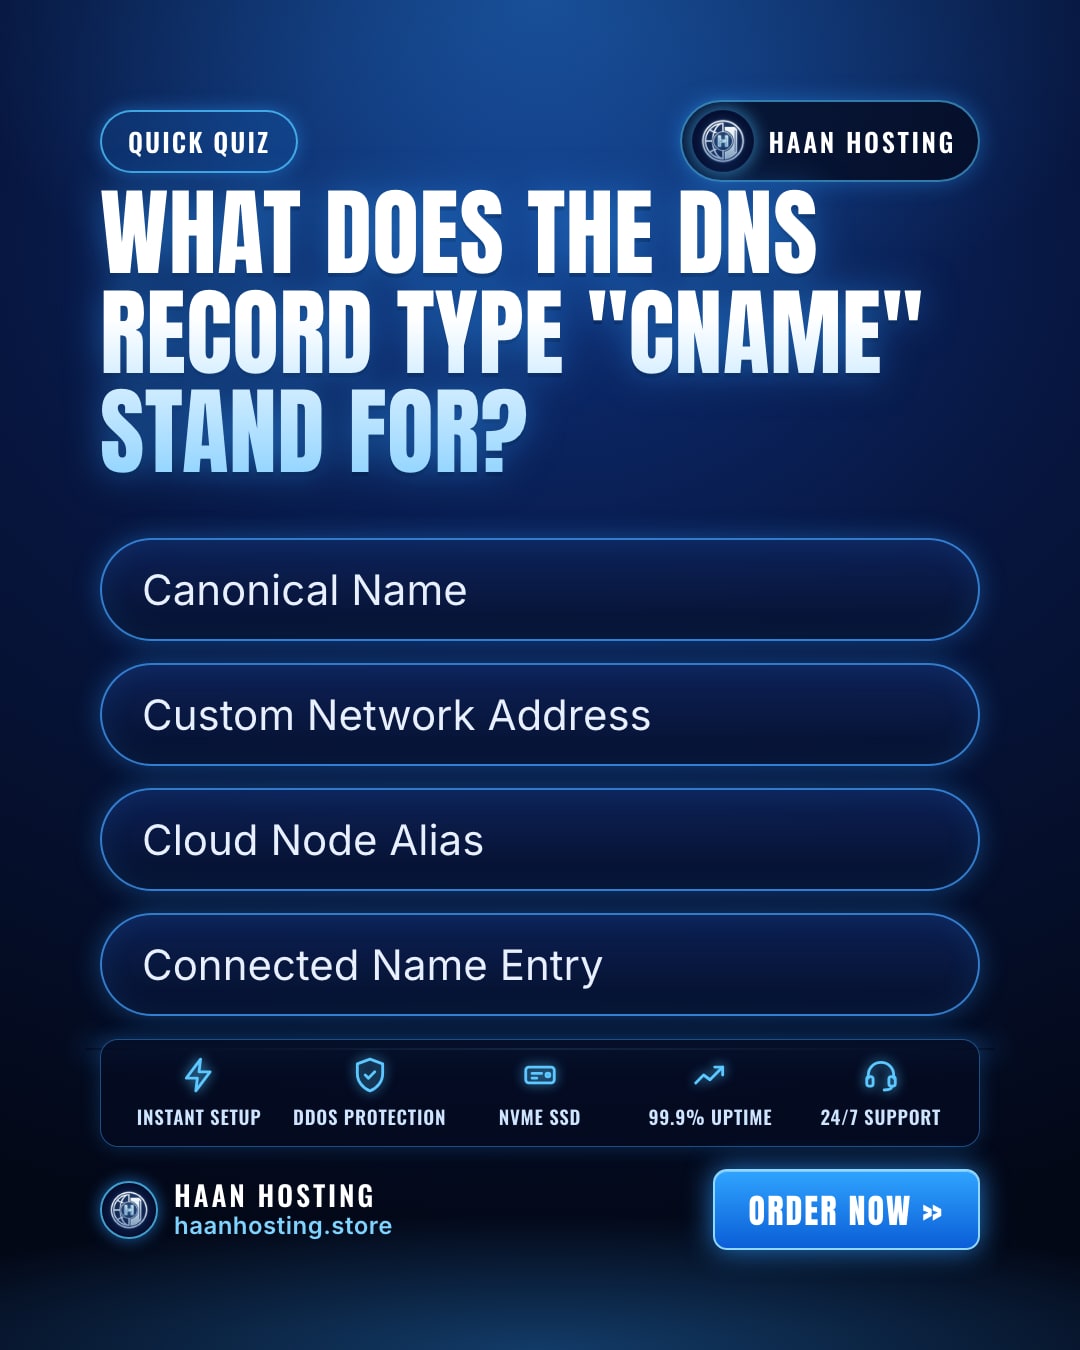 QUICK QUIZ
HAAN HOSTING
WHAT DOES THE DNS
RECORD TYPE "CNAME"
STAND FOR?
Canonical Name
Custom Network Address
Cloud Node Alias
Connected Name Entry
INSTANT SETUP
DDOS PROTECTION
NVME SSD
99.9% UPTIME
24/7 SUPPORT
HAAN HOSTING
haanhosting.store
ORDER NOW »